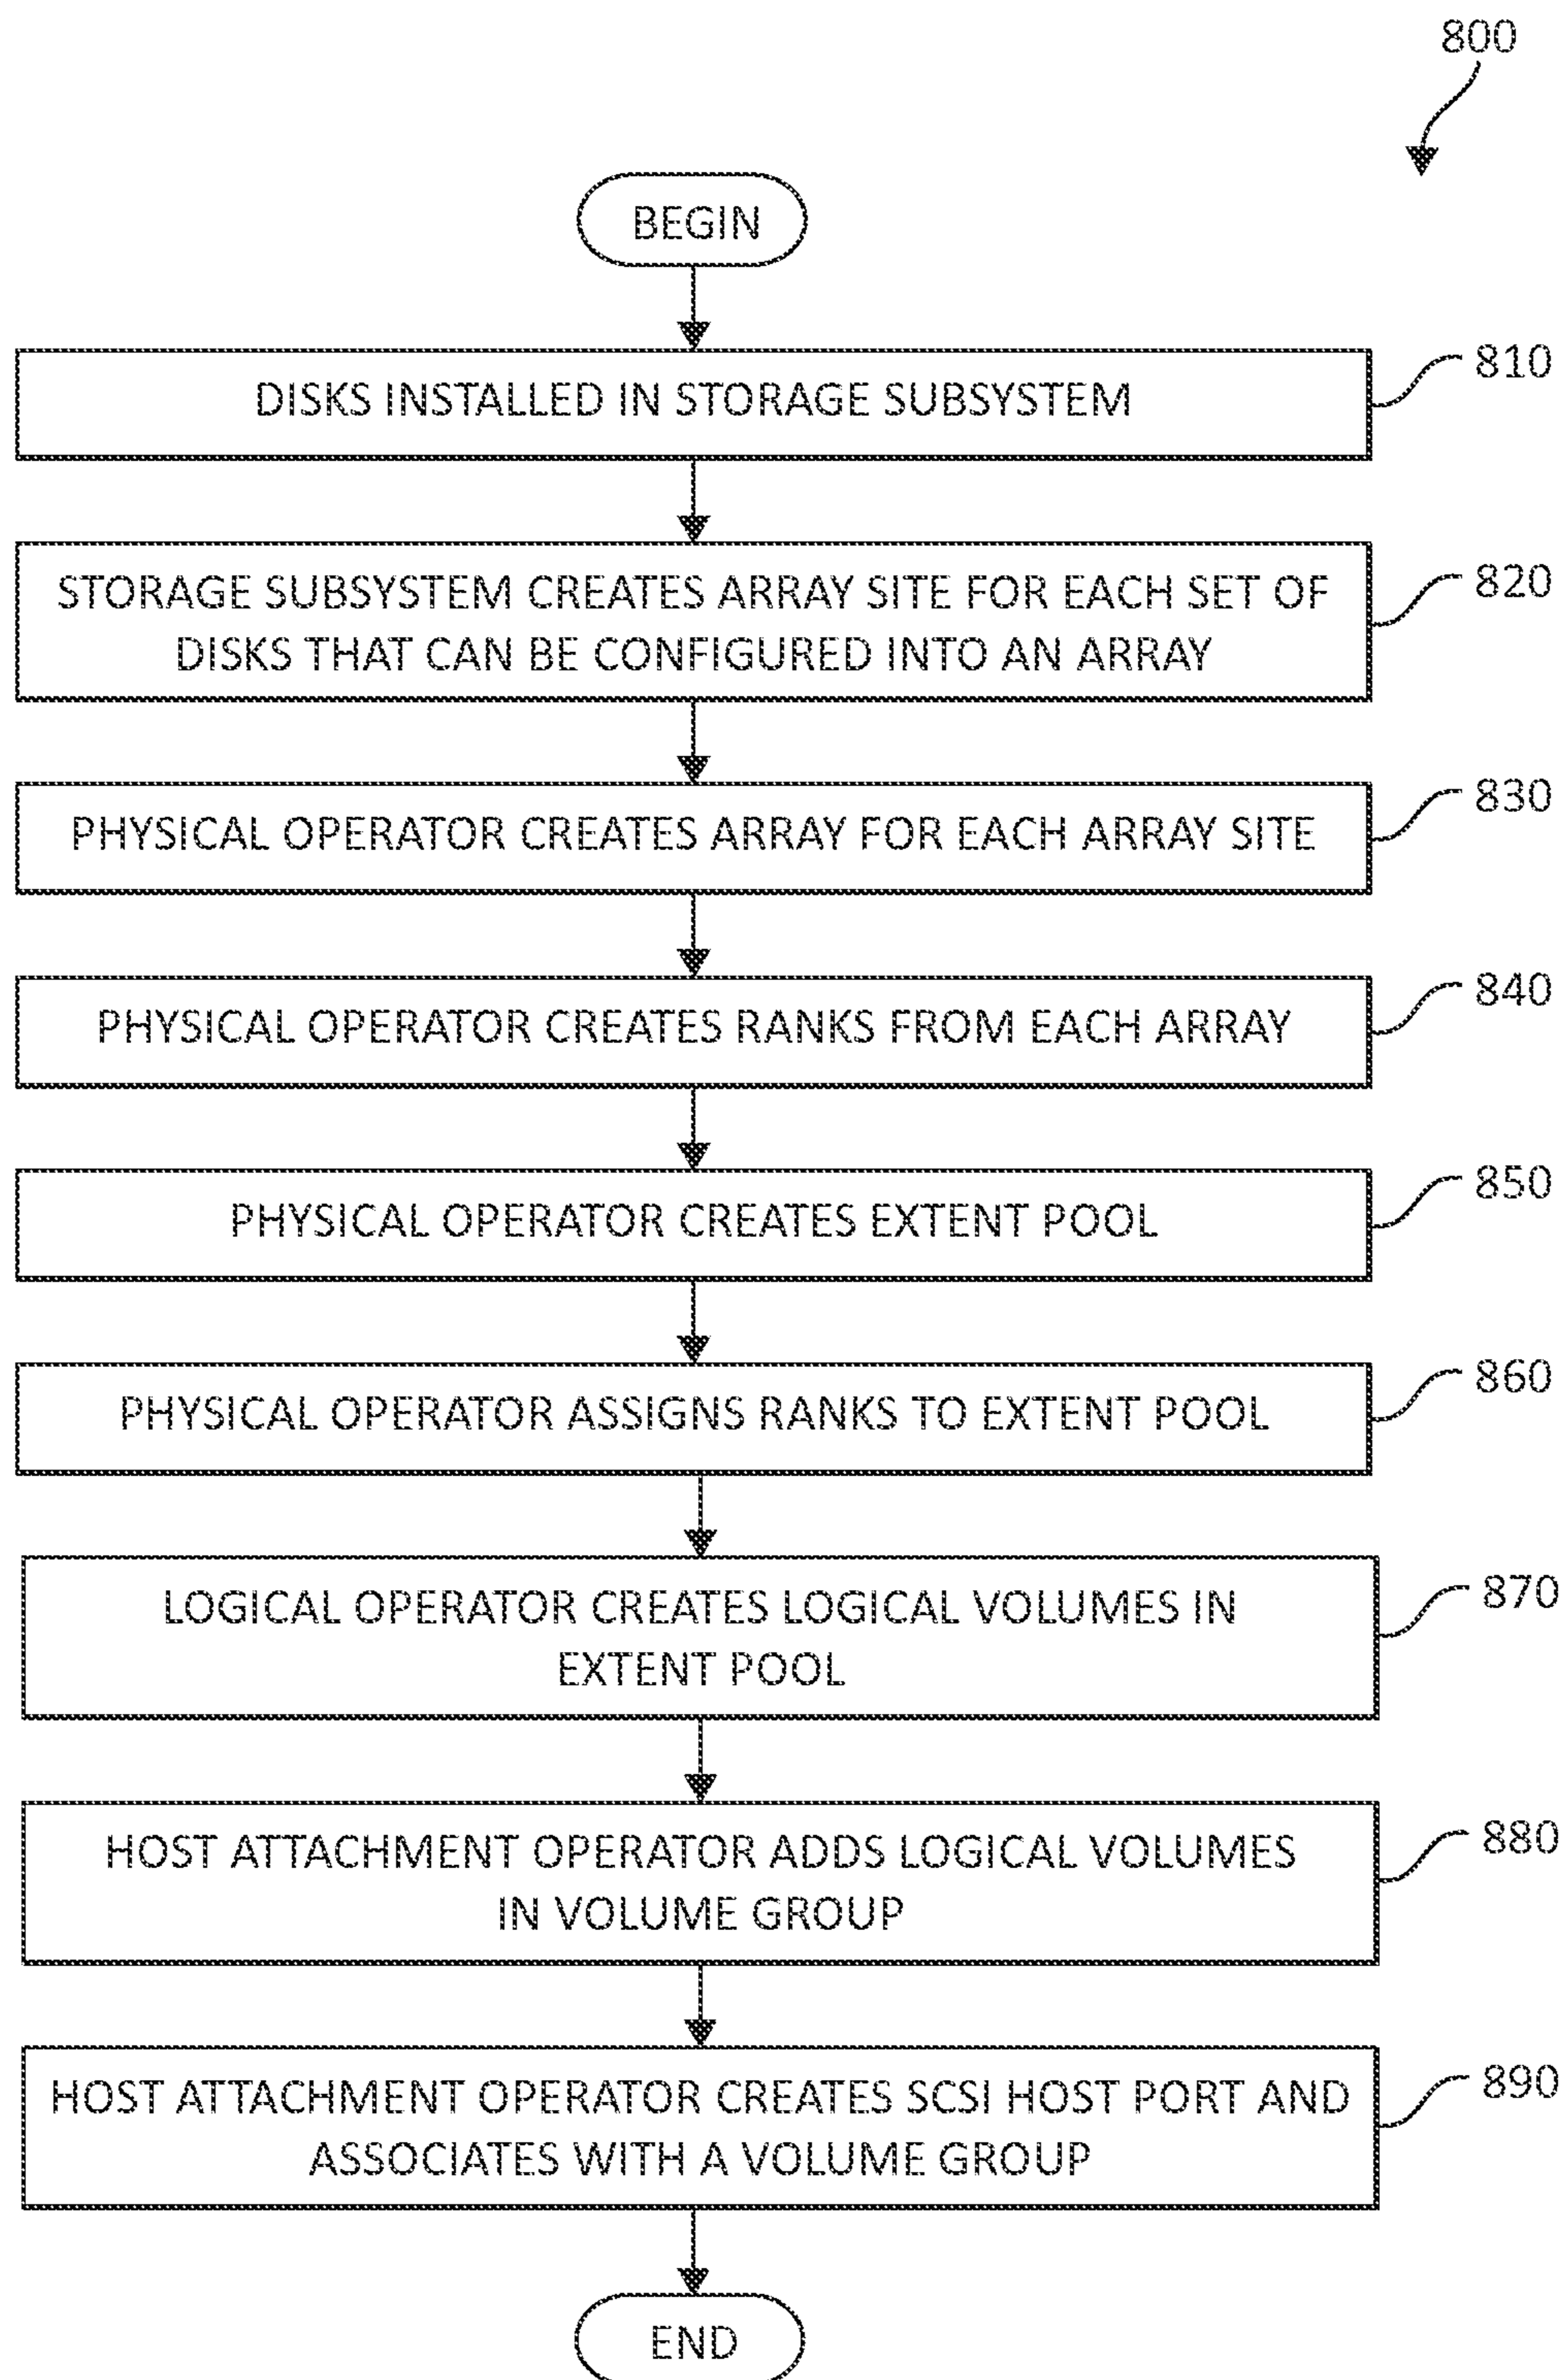 800
BEGIN
DISKS INSTALLED IN STORAGE SUBSYSTEM
810
STORAGE SUBSYSTEM CREATES ARRAY SITE FOR EACH SET OF
DISKS THAT CAN BE CONFIGURED INTO AN ARRAY
820
PHYSICAL OPERATOR CREATES ARRAY FOR EACH ARRAY SITE
830
PHYSICAL OPERATOR CREATES RANKS FROM EACH ARRAY
840
PHYSICAL OPERATOR CREATES EXTENT POOL
850
PHYSICAL OPERATOR ASSIGNS RANKS TO EXTENT POOL
860
LOGICAL OPERATOR CREATES LOGICAL VOLUMES IN
EXTENT POOL
870
HOST ATTACHMENT OPERATOR ADDS LOGICAL VOLUMES
IN VOLUME GROUP
880
HOST ATTACHMENT OPERATOR CREATES SCSI HOST PORT AND
ASSOCIATES WITH A VOLUME GROUP
890
END